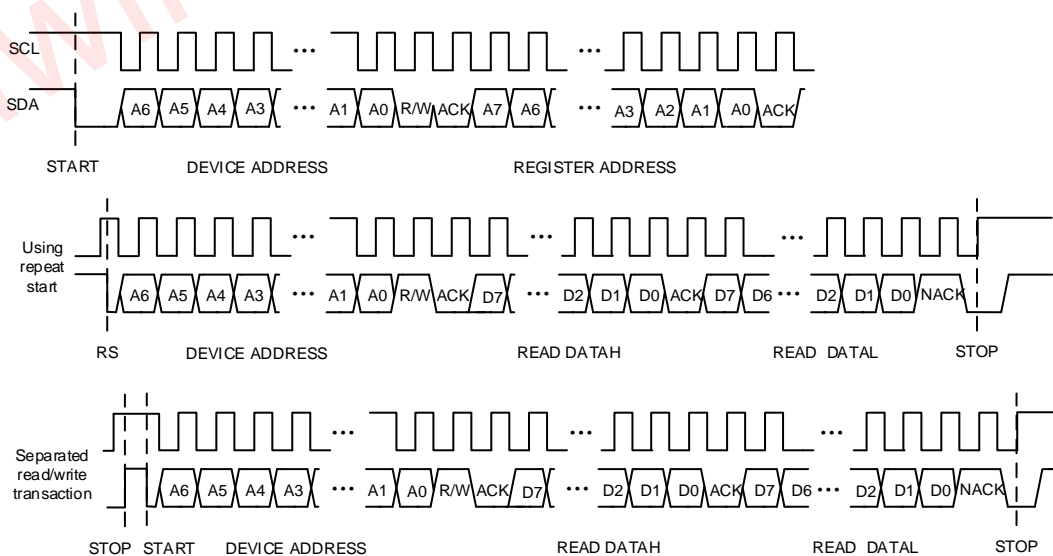 SCL
SDA
A6 A5 A4 A3 ··· A1 A0 R/W ACK A7 A6 ··· A3 A2 A1 A0 ACK
START DEVICE ADDRESS REGISTER ADDRESS
Using
repeat
start
A6 A5 A4 A3 ··· A1 A0 R/W ACK D7 ··· D2 D1 D0 ACK D7 D6 ··· D2 D1 D0 NACK
RS DEVICE ADDRESS READ DATAH READ DATAL STOP
Separated
read/write
transaction
A6 A5 A4 A3 ··· A1 A0 R/W ACK D7 ··· D2 D1 D0 ACK D7 D6 ··· D2 D1 D0 NACK
STOP START DEVICE ADDRESS READ DATAH READ DATAL STOP